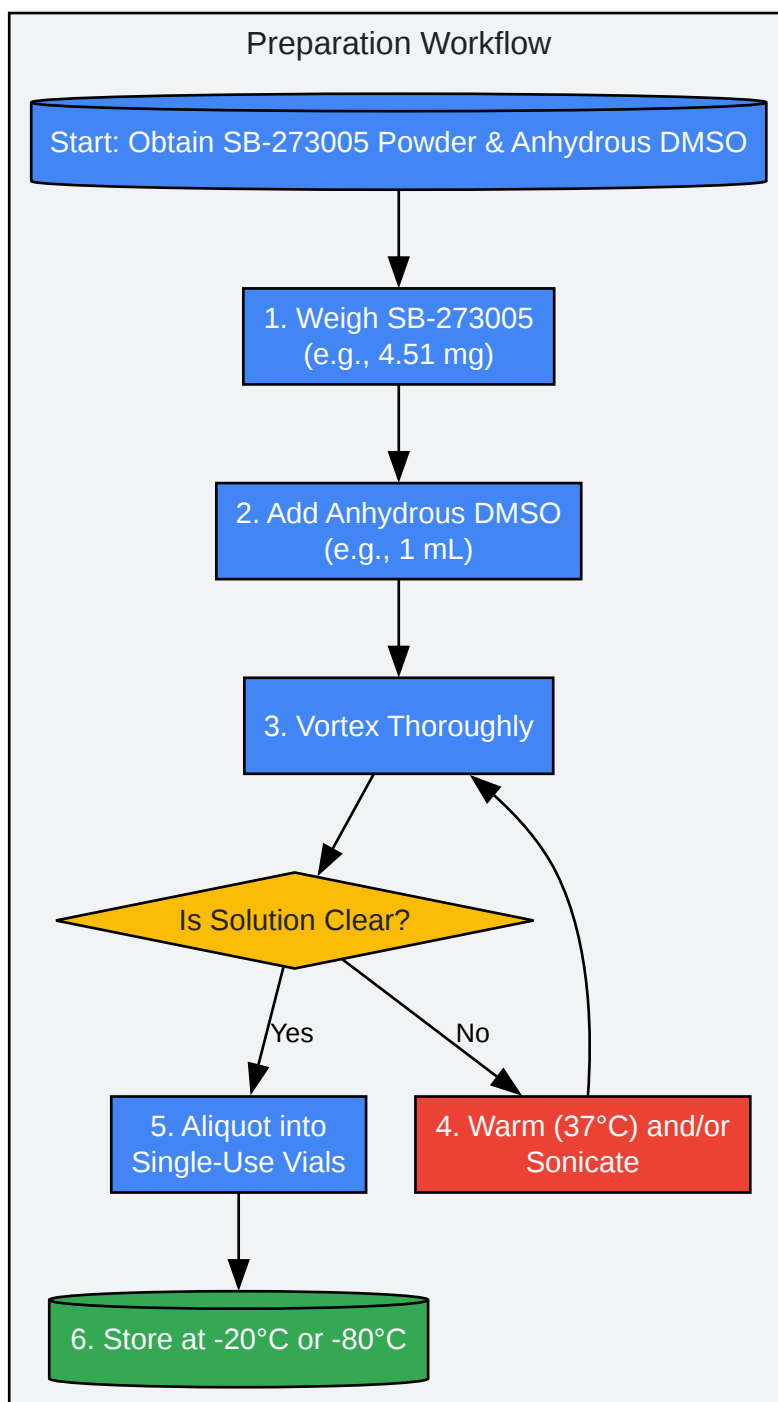 Preparation Workflow
Start: Obtain SB-273005 Powder & Anhydrous DMSO
1. Weigh SB-273005
(e.g., 4.51 mg)
2. Add Anhydrous DMSO
(e.g., 1 mL)
3. Vortex Thoroughly
Is Solution Clear?
Yes
No
5. Aliquot into
Single-Use Vials
4. Warm (37°C) and/or
Sonicate
6. Store at -20°C or -80°C